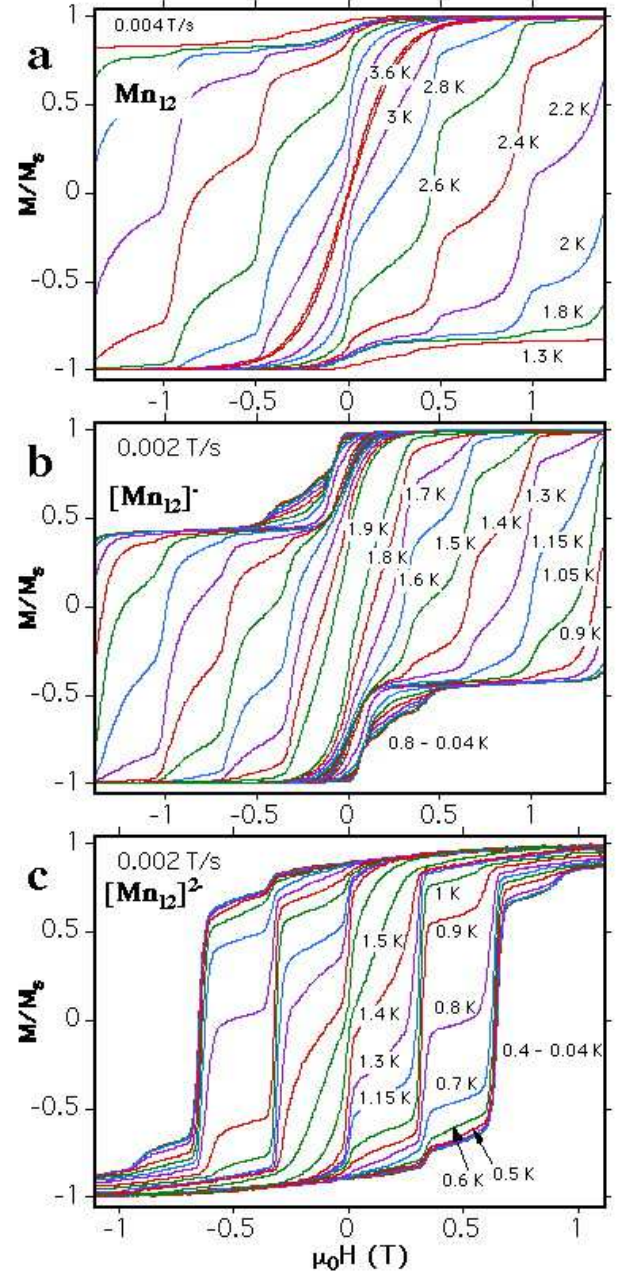 0.004 T/s
a
Mn12
1
0.5
0
-0.5
-1
M/Ms
3.6 K
3 K
2.8 K
2.6 K
2.4 K
2.2 K
2 K
1.8 K
1.3 K
-1 -0.5 0 0.5 1
0.002 T/s
b
[Mn12]-
1
0.5
0
-0.5
-1
M/Ms
1.9 K
1.8 K
1.7 K
1.6 K
1.5 K
1.4 K
1.3 K
1.15 K
1.05 K
0.9 K
0.8 - 0.04 K
-1 -0.5 0 0.5 1
0.002 T/s
c
[Mn12]2-
1
0.5
0
-0.5
-1
M/Ms
1.5 K
1.4 K
1.3 K
1.15 K
1 K
0.9 K
0.8 K
0.7 K
0.4 - 0.04 K
0.6 K
0.5 K
-1 -0.5 0 0.5 1
μ0H (T)